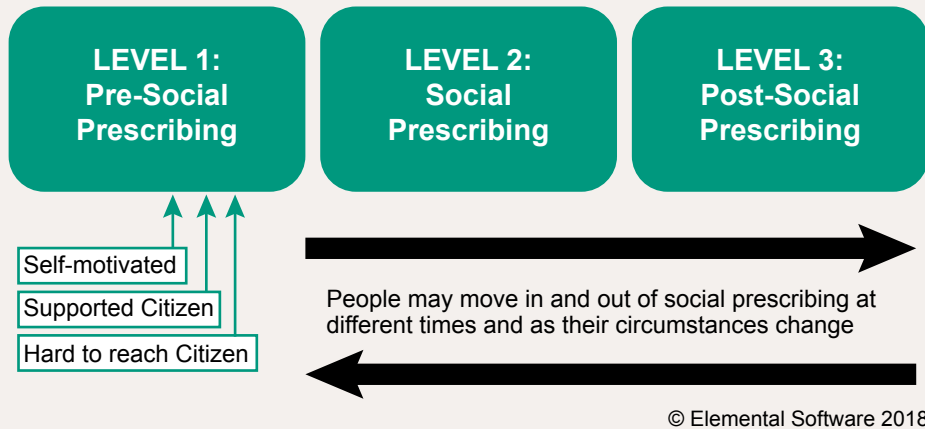 LEVEL 1:
Pre-Social
Prescribing
LEVEL 2:
Social
Prescribing
LEVEL 3:
Post-Social
Prescribing
Self-motivated
Supported Citizen
Hard to reach Citizen
People may move in and out of social prescribing at
different times and as their circumstances change
© Elemental Software 2018